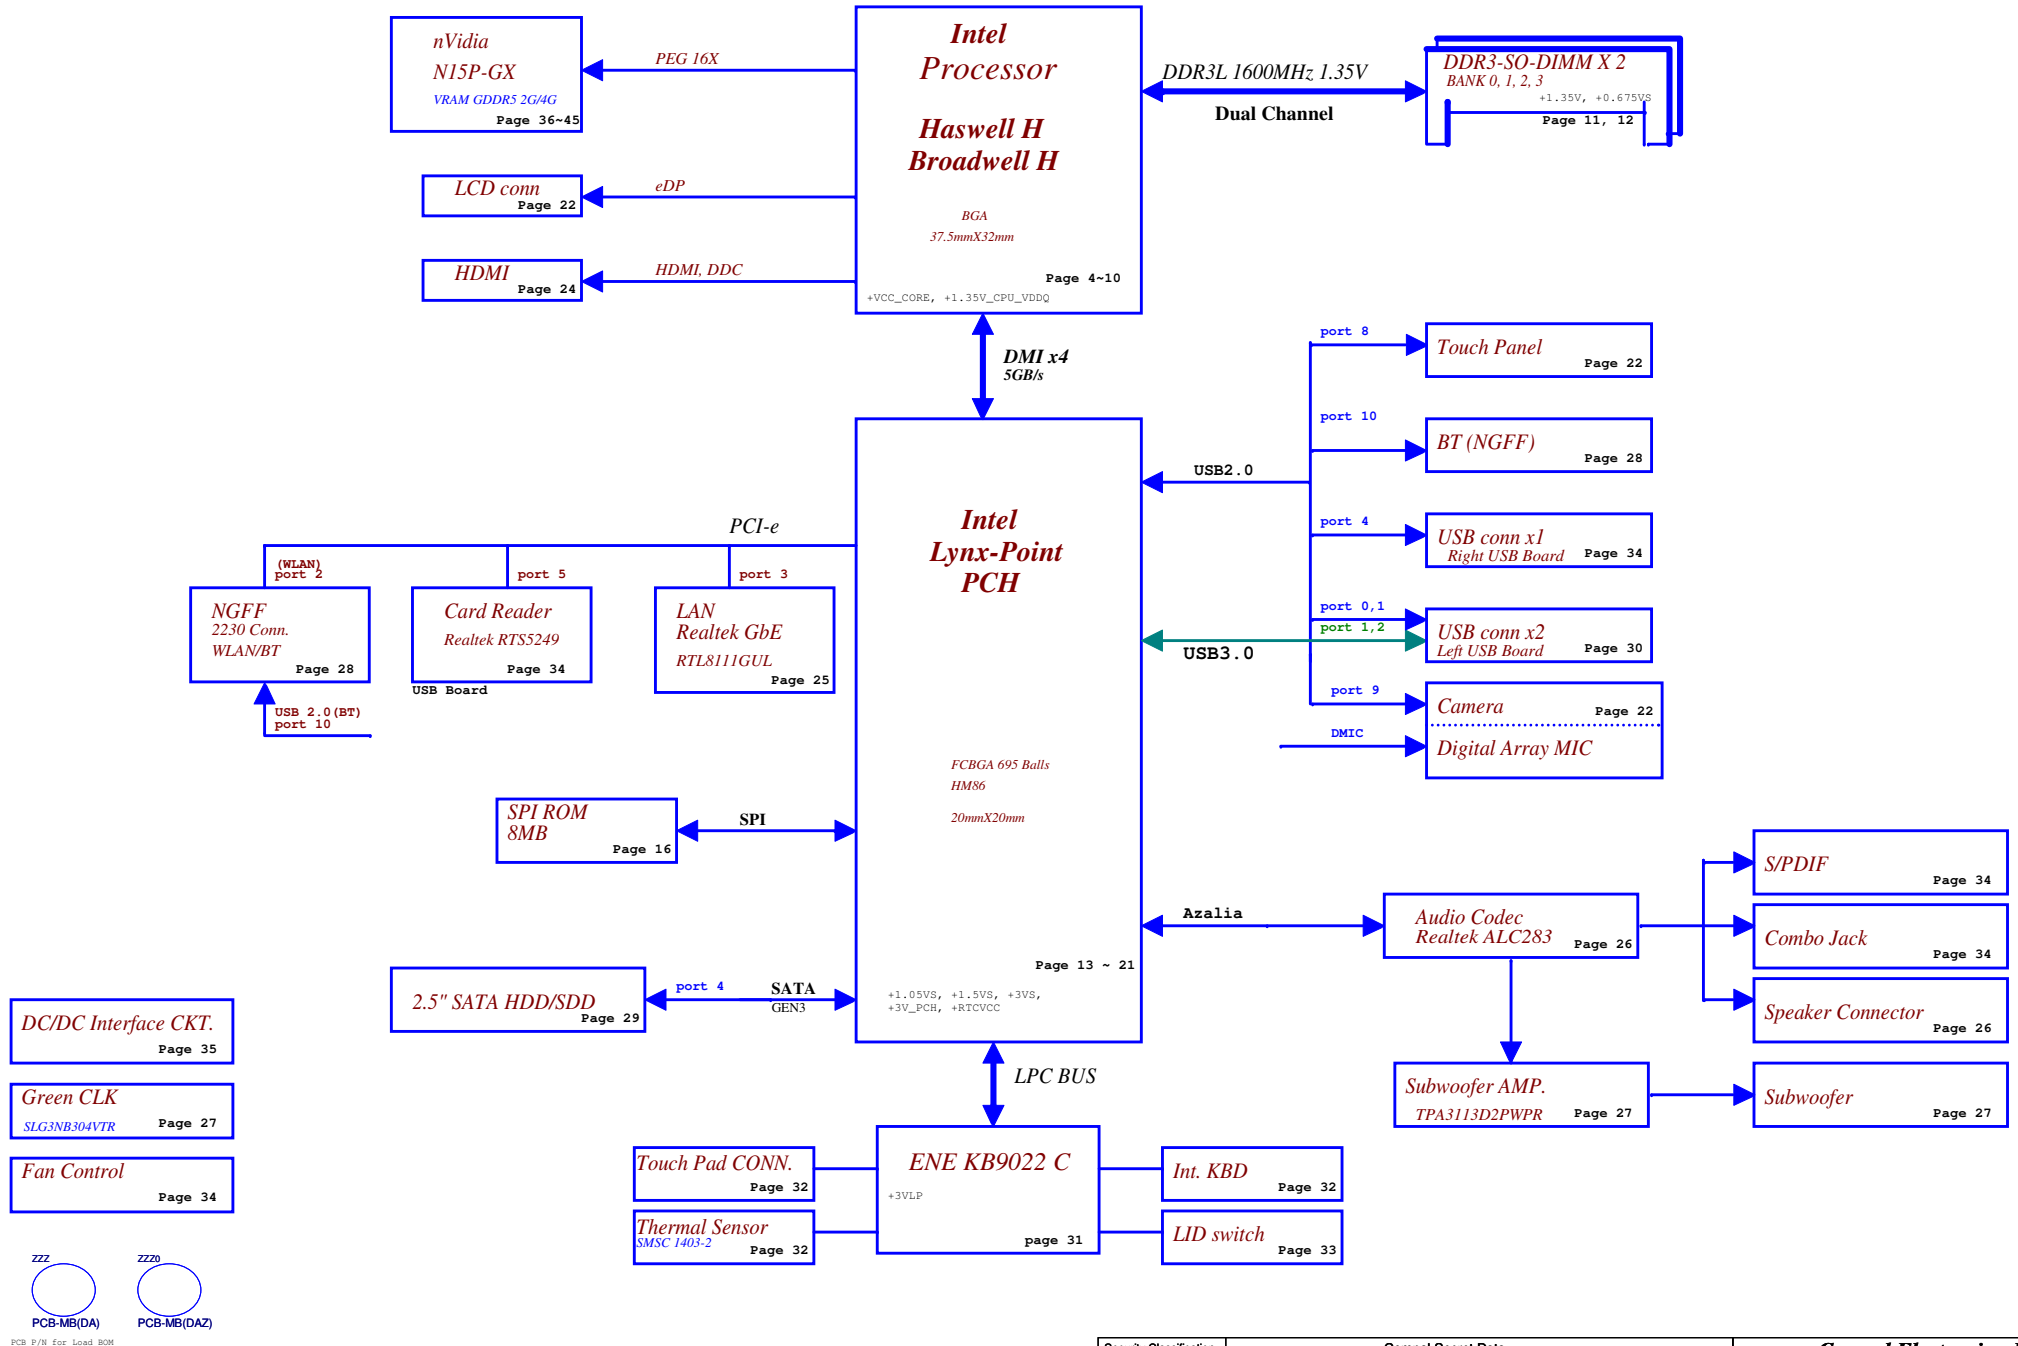 nVidia
N15P-GX
VRAM GDDR5 2G/4G
Page 36~45
PEG 16X
Intel
Processor
Haswell H
Broadwell H
BGA
37.5mmX32mm
Page 4~10
+VCC_CORE, +1.35V_CPU_VDDQ
DDR3L 1600MHz 1.35V
Dual Channel
DDR3-SO-DIMM X 2
BANK 0, 1, 2, 3
+1.35V, +0.675VS
Page 11, 12
LCD conn
Page 22
eDP
HDMI
Page 24
HDMI, DDC
DMI x4
5GB/s
port 8
Touch Panel
Page 22
port 10
BT (NGFF)
Page 28
USB2.0
port 4
USB conn x1
Right USB Board
Page 34
port 0,1
port 1,2
USB3.0
USB conn x2
Left USB Board
Page 30
port 9
Camera
Page 22
DMIC
Digital Array MIC
Intel
Lynx-Point
PCH
FCBGA 695 Balls
HM86
20mmX20mm
Page 13 ~ 21
+1.05VS, +1.5VS, +3VS,
+3V_PCH, +RTCVCC
PCI-e
(WLAN)
port 2
port 5
port 3
NGFF
2230 Conn.
WLAN/BT
Page 28
USB 2.0(BT)
port 10
Card Reader
Realtek RTS5249
Page 34
USB Board
LAN
Realtek GbE
RTL8111GUL
Page 25
SPI ROM
8MB
Page 16
SPI
2.5" SATA HDD/SDD
Page 29
port 4
SATA
GEN3
Azalia
Audio Codec
Realtek ALC283
Page 26
S/PDIF
Page 34
Combo Jack
Page 34
Speaker Connector
Page 26
Subwoofer AMP.
TPA3113D2PWPR
Page 27
Subwoofer
Page 27
LPC BUS
ENE KB9022 C
+3VLP
page 31
Touch Pad CONN.
Page 32
Thermal Sensor
SMSC 1403-2
Page 32
Int. KBD
Page 32
LID switch
Page 33
DC/DC Interface CKT.
Page 35
Green CLK
SLG3NB304VTR
Page 27
Fan Control
Page 34
ZZZ
PCB-MB(DA)
ZZZ0
PCB-MB(DAZ)
PCB P/N for Load BOM